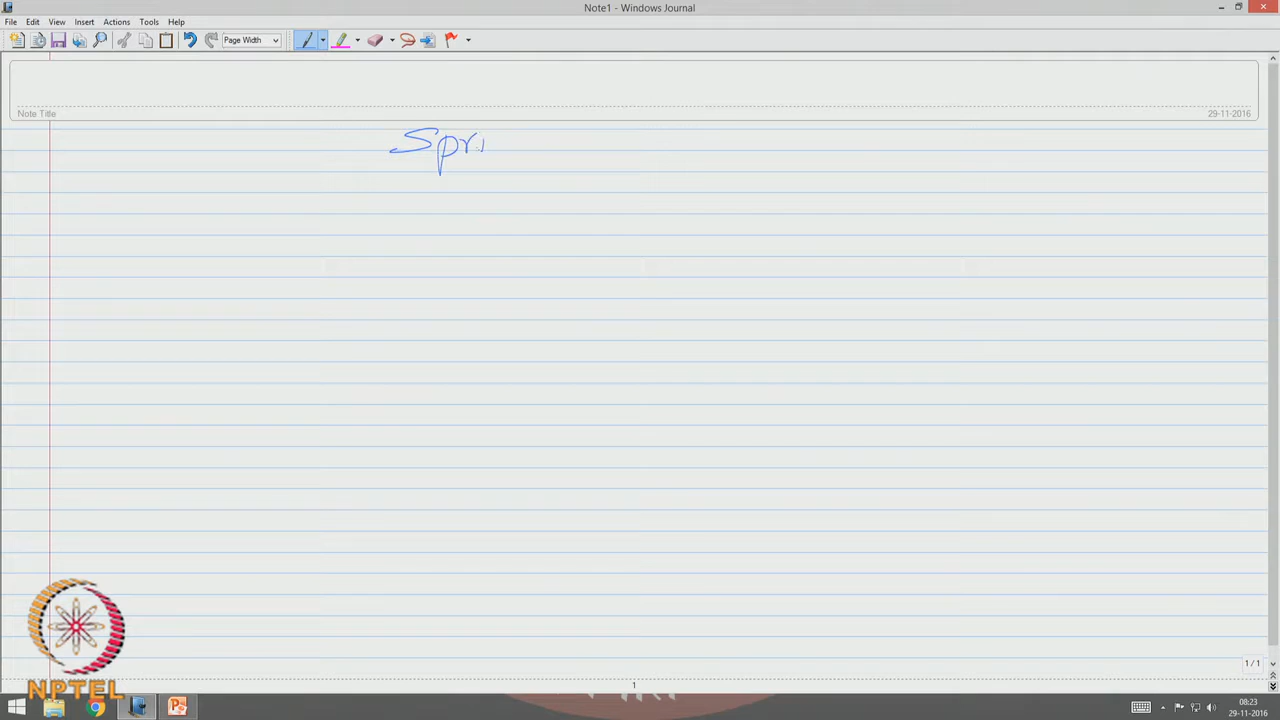 Note1 - Windows Journal
File Edit View Insert Actions Tools Help
Page Width
Note Title
29-11-2016
Spri
1/1
1
NPTEL
08:23
29-11-2016